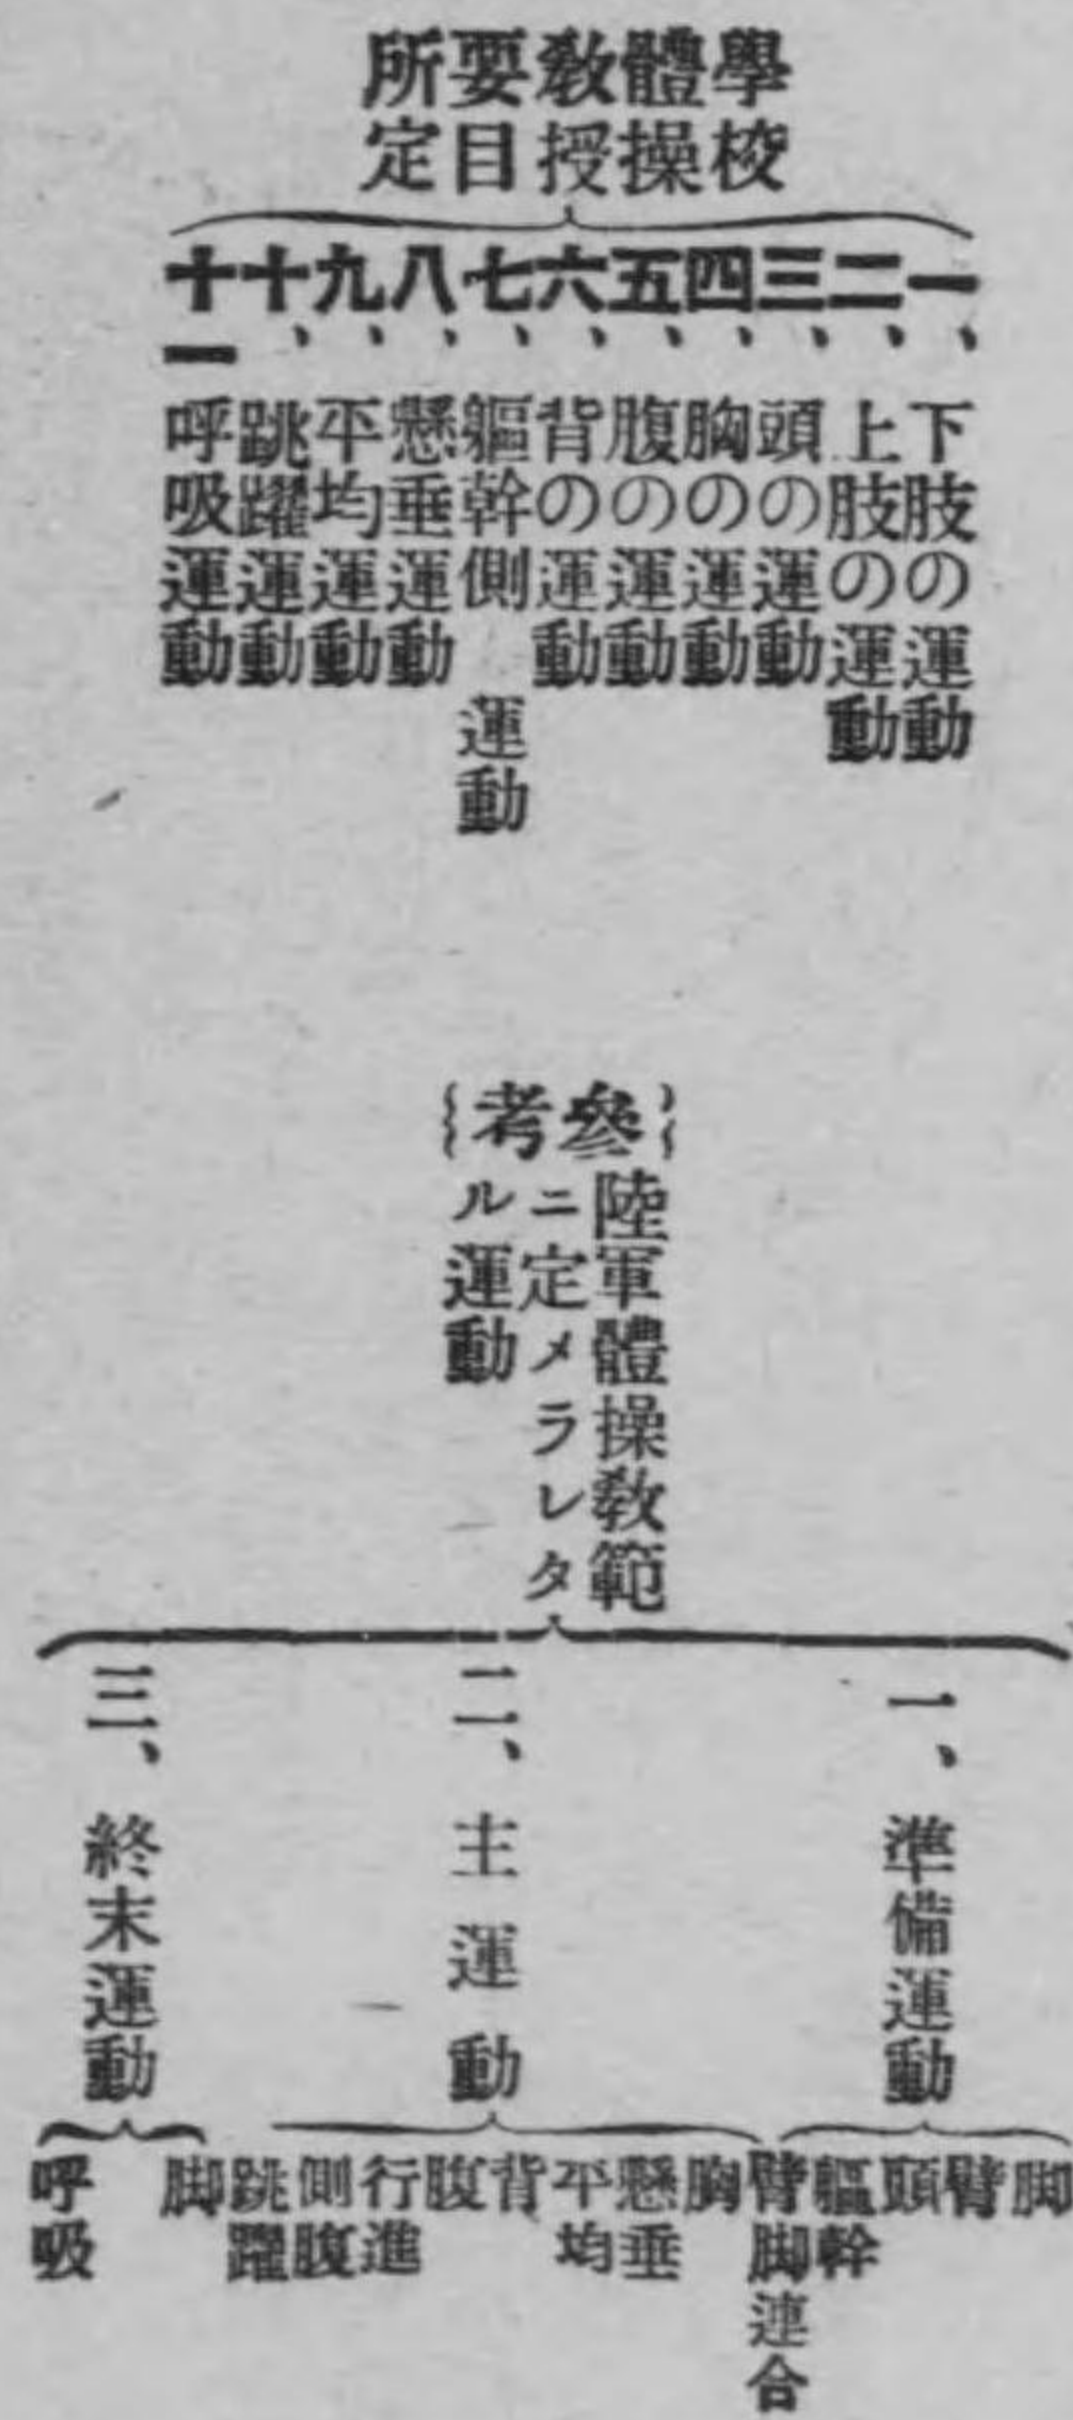 學校
體操
教授
要目
所定
一、下肢の運動
二、上肢の運動
三、頭の運動
四、胸の運動
五、腹の運動
六、背の運動
七、軀幹側運動
八、懸垂運動
九、平均運動
十、跳躍運動
十一呼吸運動
{參考}
陸軍體操教範
ニ定メラレタ
ル運動
一、準備運動
脚
臂
頭
軀幹
臂脚連合
二、主運動
胸
懸垂
平均
背
腹
行進
側腹
跳躍
三、終末運動
脚
呼吸